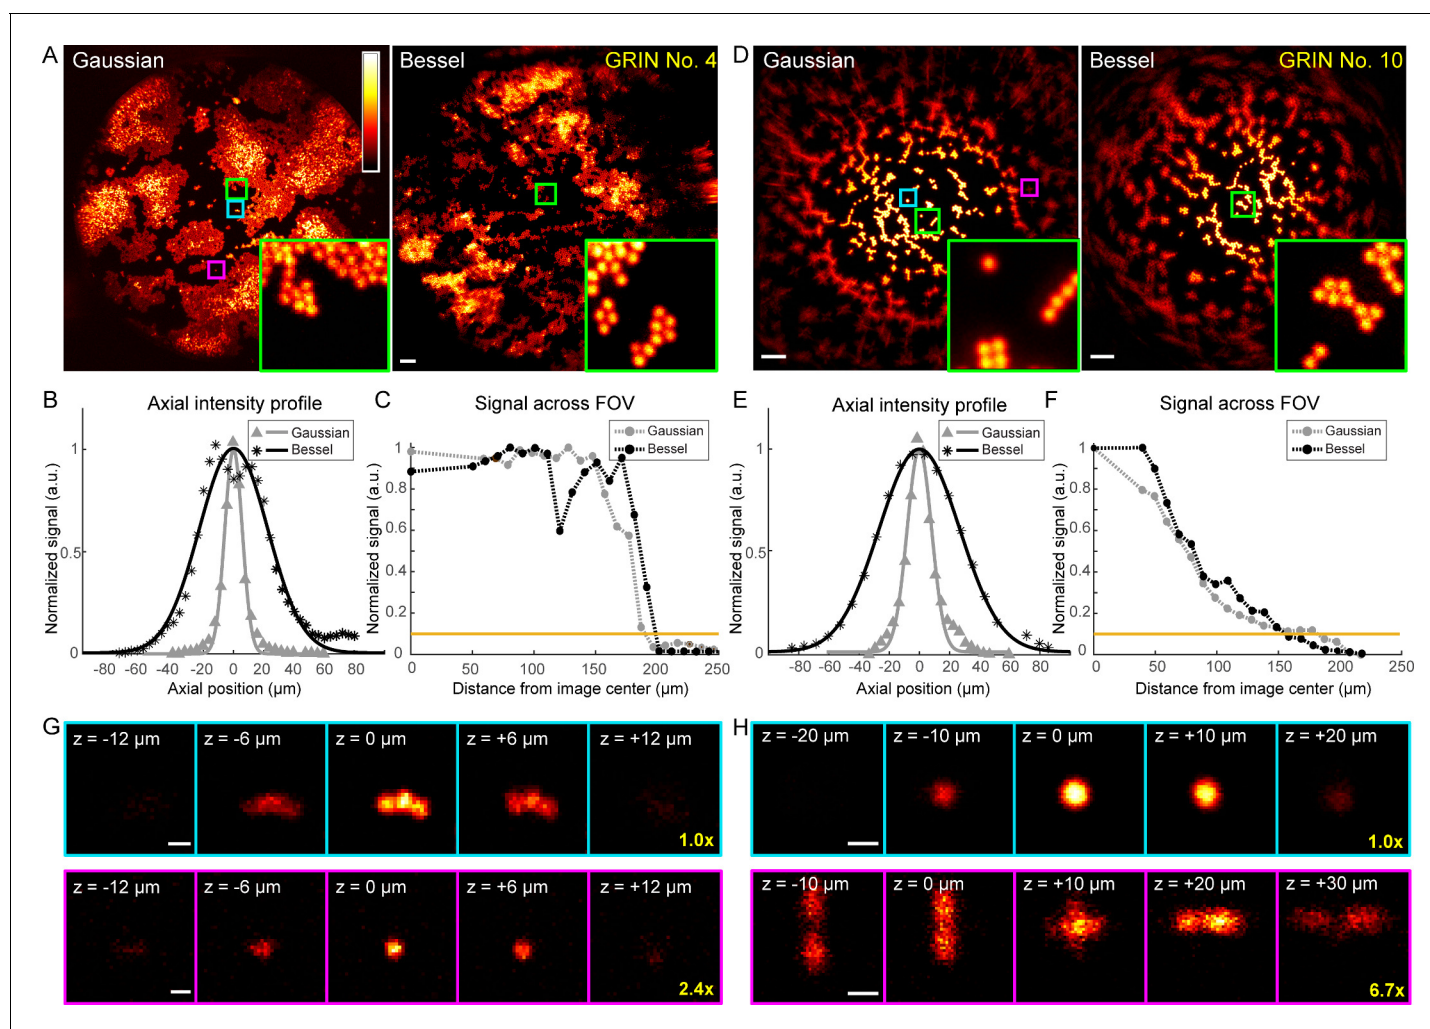 A
Gaussian
Bessel
GRIN No. 4
D
Gaussian
Bessel
GRIN No. 10
B
Axial intensity profile
Gaussian
Bessel
1
0.5
0
Normalized signal (a.u.)
-80 -60 -40 -20 0 20 40 60 80
Axial position (µm)
C
Signal across FOV
Gaussian
Bessel
1
0.8
0.6
0.4
0.2
0
Normalized signal (a.u.)
0 50 100 150 200 250
Distance from image center (µm)
E
Axial intensity profile
Gaussian
Bessel
1
0.5
0
Normalized signal (a.u.)
-80 -60 -40 -20 0 20 40 60 80
Axial position (µm)
F
Signal across FOV
Gaussian
Bessel
1
0.8
0.6
0.4
0.2
0
Normalized signal (a.u.)
0 50 100 150 200 250
Distance from image center (µm)
G
z = -12 µm
z = -6 µm
z = 0 µm
z = +6 µm
z = +12 µm
1.0x
z = -12 µm
z = -6 µm
z = 0 µm
z = +6 µm
z = +12 µm
2.4x
H
z = -20 µm
z = -10 µm
z = 0 µm
z = +10 µm
z = +20 µm
1.0x
z = -10 µm
z = 0 µm
z = +10 µm
z = +20 µm
z = +30 µm
6.7x